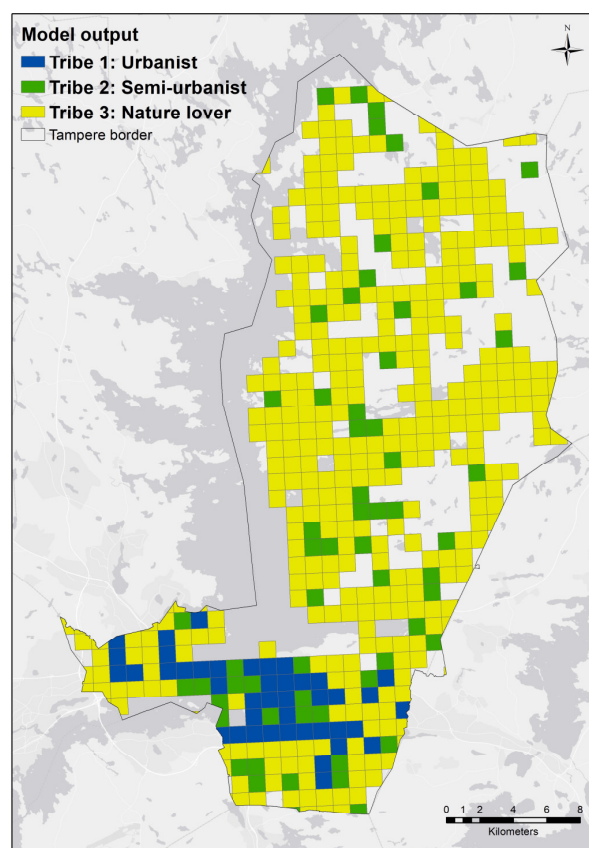 Model output
Tribe 1: Urbanist
Tribe 2: Semi-urbanist
Tribe 3: Nature lover
Tampere border
N
0 1 2 4 6 8
Kilometers